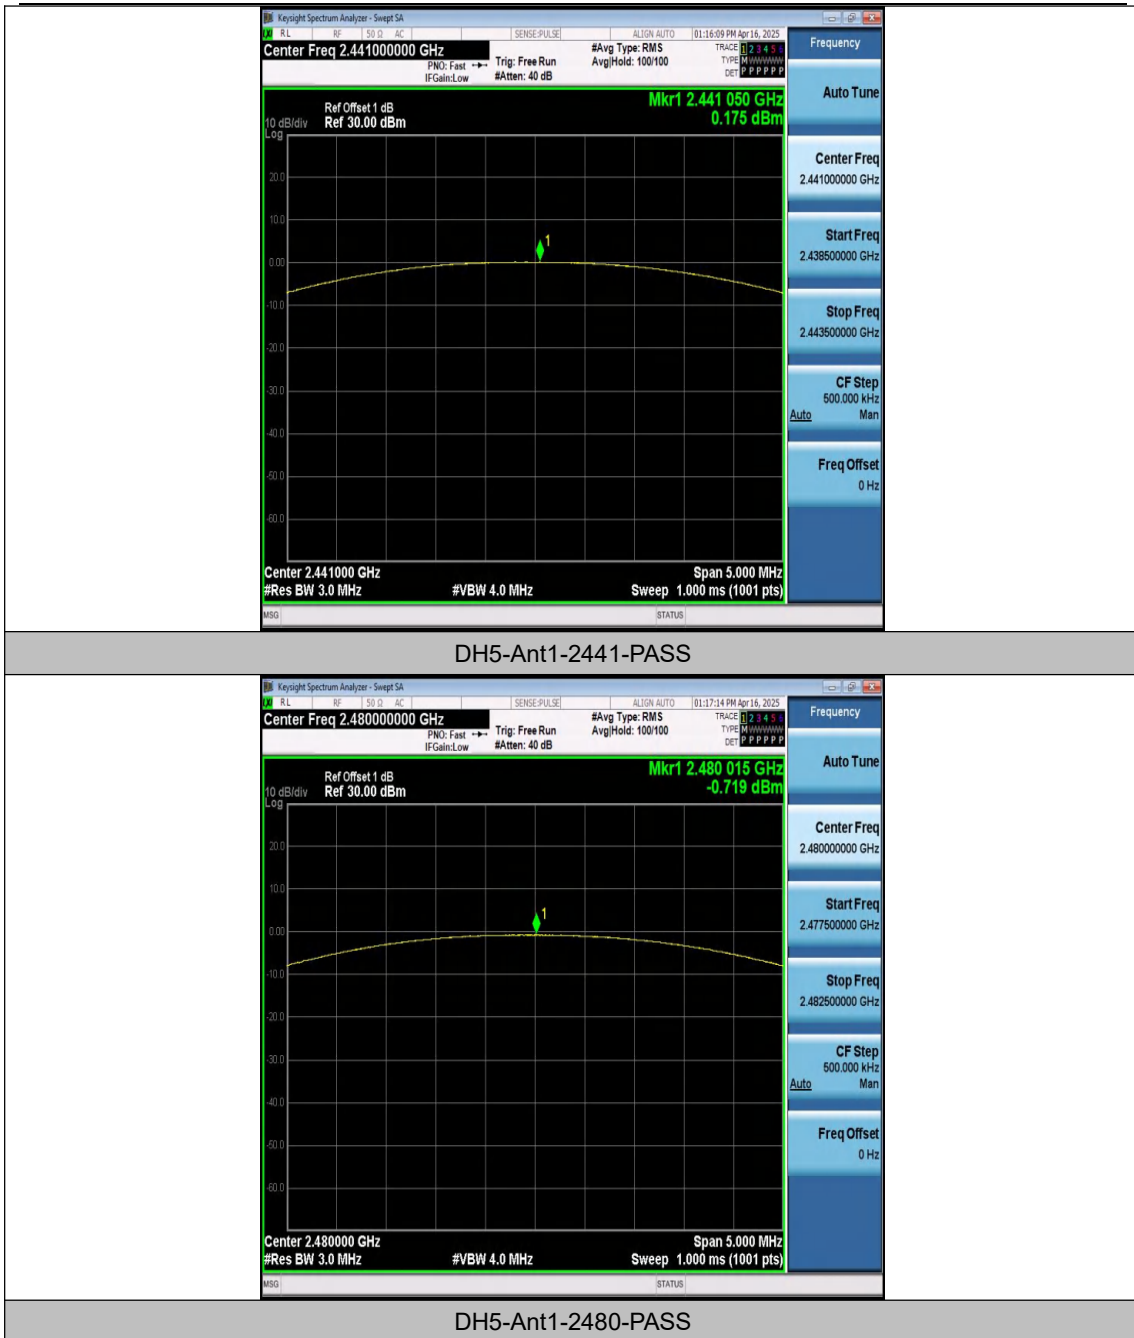 Keysight Spectrum Analyzer - Swept SA
RL RF 50 Ω AC SENSE:PULSE ALIGN AUTO 01:16:09 PM Apr 16, 2025
Center Freq 2.441000000 GHz #Avg Type: RMS TRACE 1 2 3 4 5 6
PNO: Fast Trig: Free Run Avg|Hold: 100/100 TYPE M WWWWW
IFGain:Low #Atten: 40 dB DET P P P P P P
Frequency
Auto Tune
Mkr1 2.441 050 GHz
0.175 dBm
Ref Offset 1 dB
10 dB/div Ref 30.00 dBm
Log
20.0
10.0
0.00
-10.0
-20.0
-30.0
-40.0
-50.0
-60.0
1
Center Freq
2.441000000 GHz
Start Freq
2.438500000 GHz
Stop Freq
2.443500000 GHz
CF Step
500.000 kHz
Auto Man
Freq Offset
0 Hz
Center 2.441000 GHz Span 5.000 MHz
#Res BW 3.0 MHz #VBW 4.0 MHz Sweep 1.000 ms (1001 pts)
MSG STATUS
DH5-Ant1-2441-PASS
Keysight Spectrum Analyzer - Swept SA
RL RF 50 Ω AC SENSE:PULSE ALIGN AUTO 01:17:14 PM Apr 16, 2025
Center Freq 2.480000000 GHz #Avg Type: RMS TRACE 1 2 3 4 5 6
PNO: Fast Trig: Free Run Avg|Hold: 100/100 TYPE M WWWWW
IFGain:Low #Atten: 40 dB DET P P P P P P
Frequency
Auto Tune
Mkr1 2.480 015 GHz
-0.719 dBm
Ref Offset 1 dB
10 dB/div Ref 30.00 dBm
Log
20.0
10.0
0.00
-10.0
-20.0
-30.0
-40.0
-50.0
-60.0
1
Center Freq
2.480000000 GHz
Start Freq
2.477500000 GHz
Stop Freq
2.482500000 GHz
CF Step
500.000 kHz
Auto Man
Freq Offset
0 Hz
Center 2.480000 GHz Span 5.000 MHz
#Res BW 3.0 MHz #VBW 4.0 MHz Sweep 1.000 ms (1001 pts)
MSG STATUS
DH5-Ant1-2480-PASS